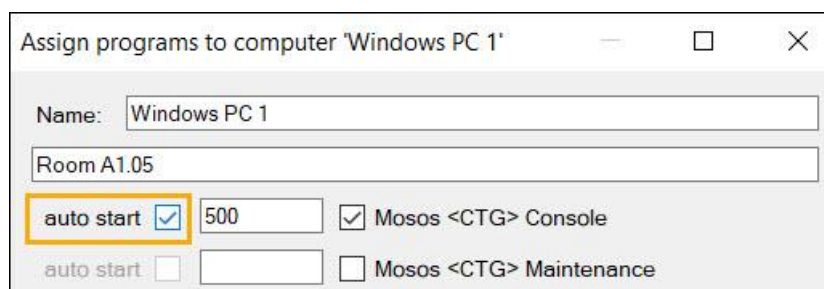 Assign programs to computer 'Windows PC 1'
Name: Windows PC 1
Room A1.05
auto start 500 Mosos <CTG> Console
auto start Mosos <CTG> Maintenance